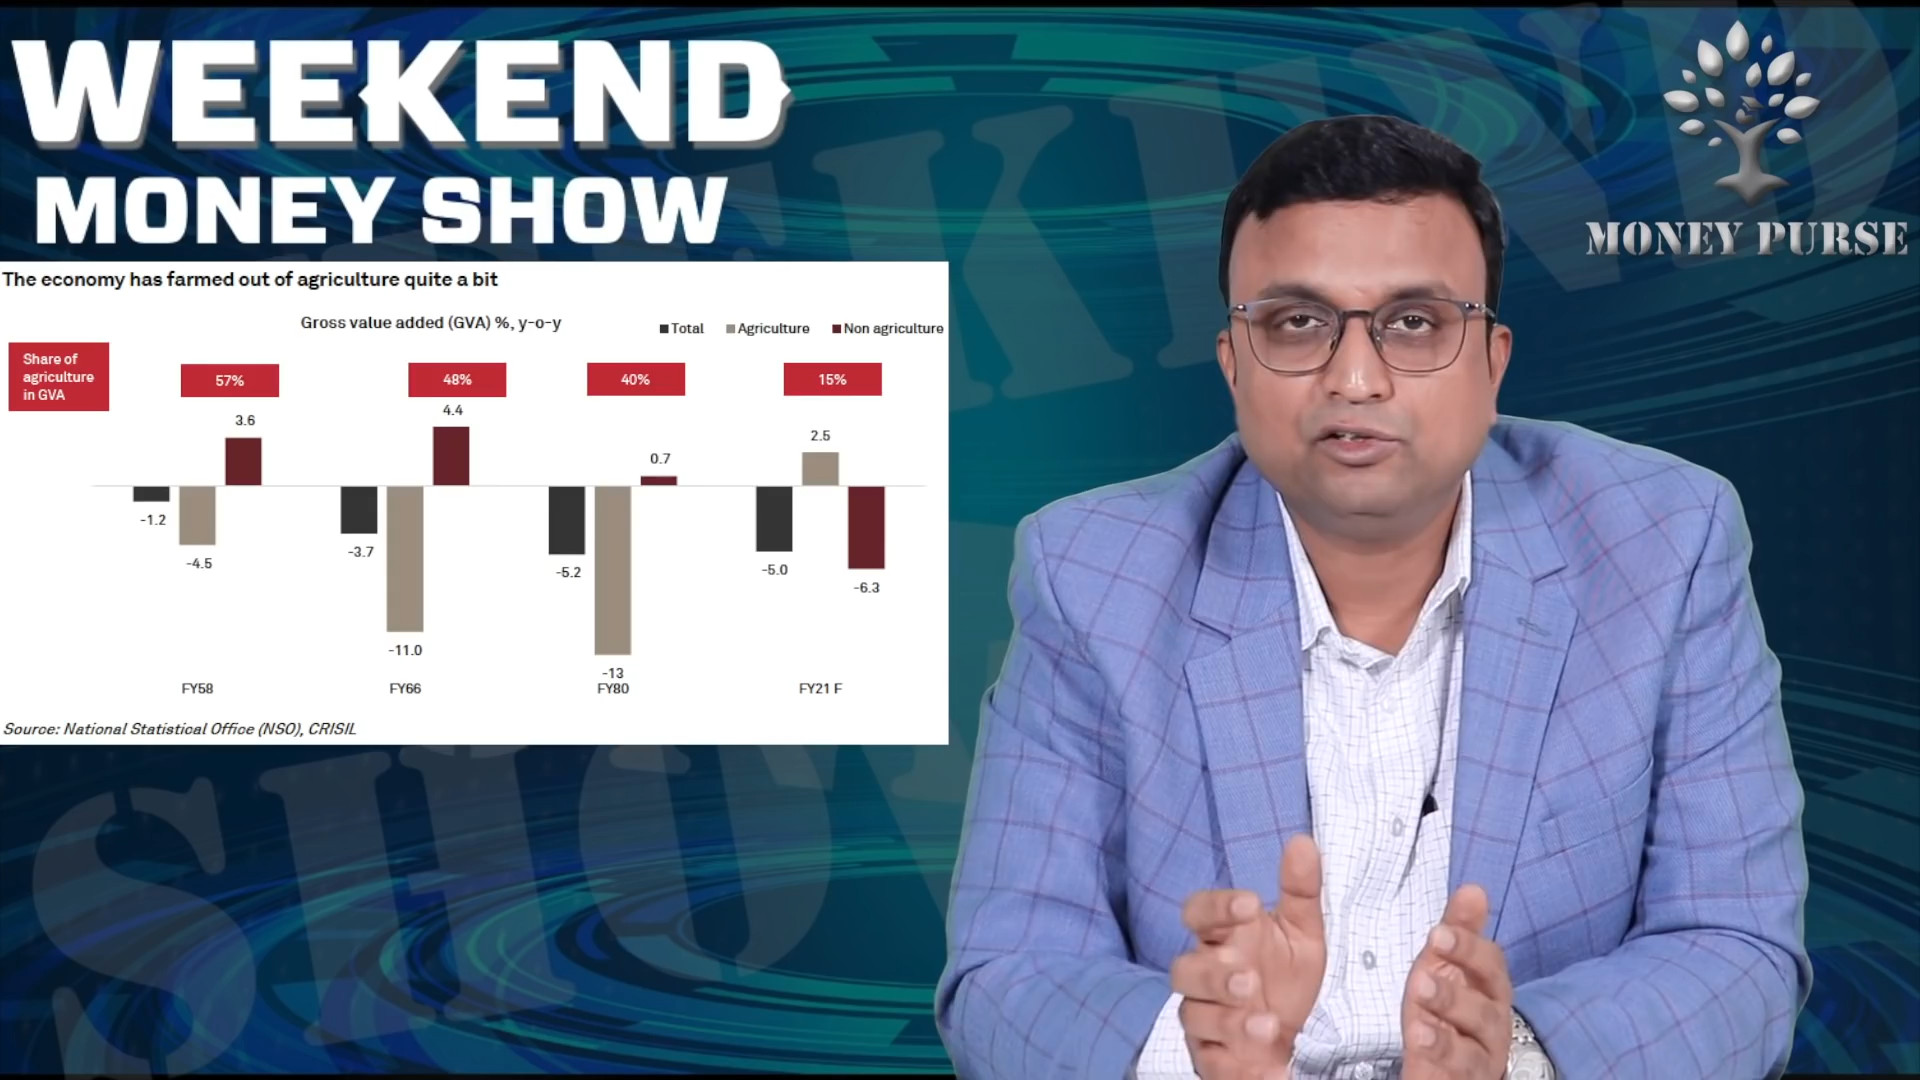 WEEKEND
MONEY SHOW
MONEY PURSE
The economy has farmed out of agriculture quite a bit
Gross value added (GVA) %, y-o-y
Total Agriculture Non agriculture
Share of
agriculture
in GVA
57% 48% 40% 15%
3.6 4.4 0.7 2.5
-1.2 -4.5 -3.7 -11.0 -5.2 -13 -5.0 -6.3
FY58 FY66 FY80 FY21 F
Source: National Statistical Office (NSO), CRISIL
WEEKEND
SHOW